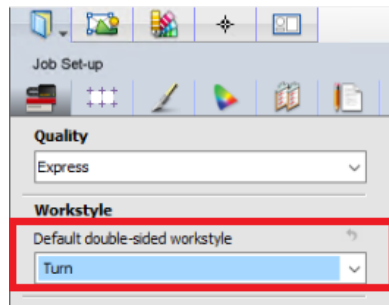 Job Set-up
Quality
Express
Workstyle
Default double-sided workstyle
Turn